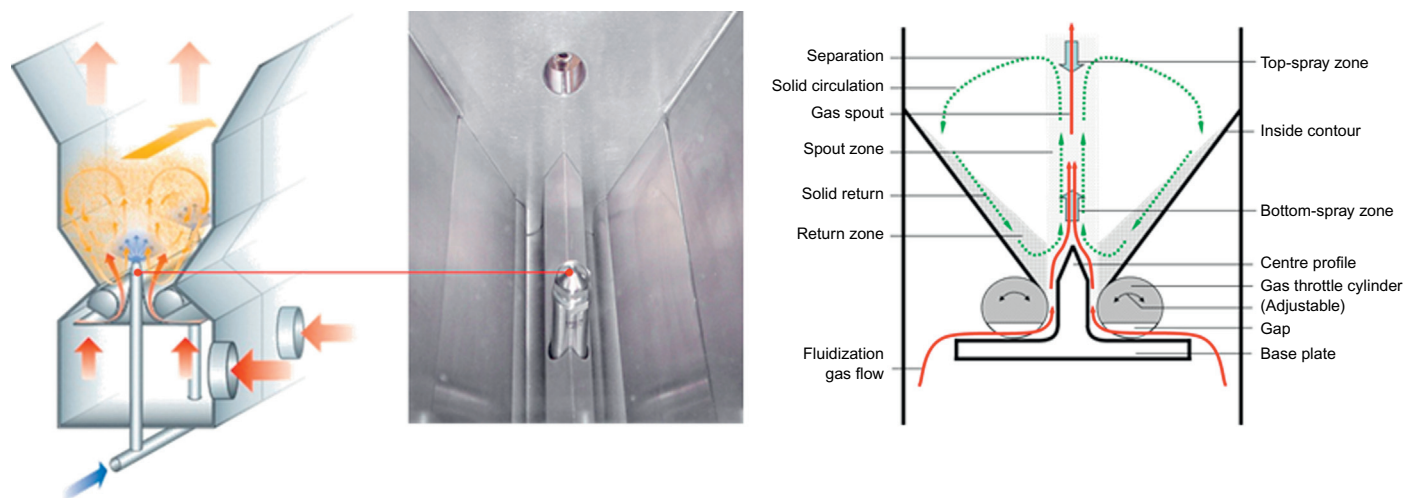 Separation
Solid circulation
Gas spout
Spout zone
Solid return
Return zone
Fluidization
gas flow
Top-spray zone
Inside contour
Bottom-spray zone
Centre profile
Gas throttle cylinder
(Adjustable)
Gap
Base plate